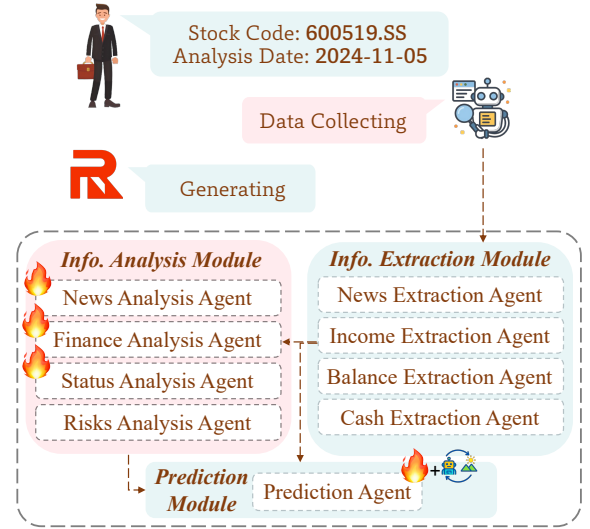 Stock Code: 600519.SS
Analysis Date: 2024-11-05
Data Collecting
Generating
Info. Analysis Module
News Analysis Agent
Finance Analysis Agent
Status Analysis Agent
Risks Analysis Agent
Info. Extraction Module
News Extraction Agent
Income Extraction Agent
Balance Extraction Agent
Cash Extraction Agent
Prediction
Module
Prediction Agent
+